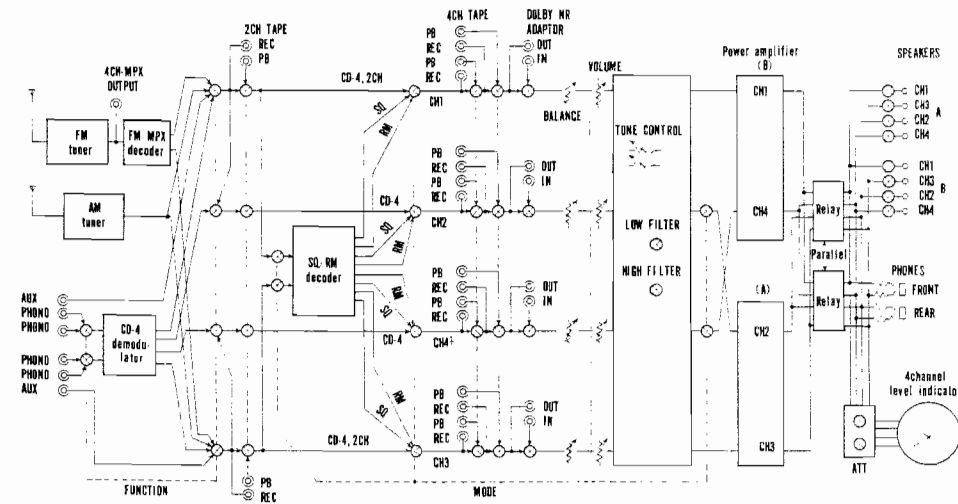 2CH TAPE
REC
PB
4CH TAPE
PB
REC
PB
REC
DOLBY NR
ADAPTOR
OUT
IN
4CH-MPX
OUTPUT
FM
tuner
FM MPX
decoder
AM
tuner
AUX
PHONO
PHONO
PHONO
PHONO
AUX
CD-4
demodu-
lator
FUNCTION
PB
REC
CD-4, 2CH
SQ
RM
CH1
CD-4
SQ
RM
CH2
SQ·RM
decoder
PB
REC
PB
REC
OUT
IN
RM
SQ
CD-4
CH4
PB
REC
PB
REC
OUT
IN
SQ
RM
CD-4, 2CH
CH3
PB
REC
PB
REC
OUT
IN
MODE
BALANCE
VOLUME
TONE CONTROL
LOW FILTER
HIGH FILTER
Power amplifier
(B)
CH1
CH4
(A)
CH2
CH3
Relay
Parallel
Relay
SPEAKERS
CH1
CH3
CH2
CH4
A
CH1
CH3
CH2
CH4
B
PHONES
FRONT
REAR
4channel
level indicato
ATT